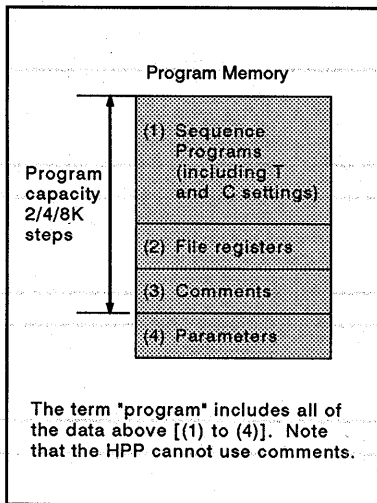 Program Memory
Program
capacity
2/4/8K
steps
(1) Sequence
Programs
(including T
and C settings)
(2) File registers
(3) Comments
(4) Parameters
The term "program" includes all of
the data above [(1) to (4)]. Note
that the HPP cannot use comments.